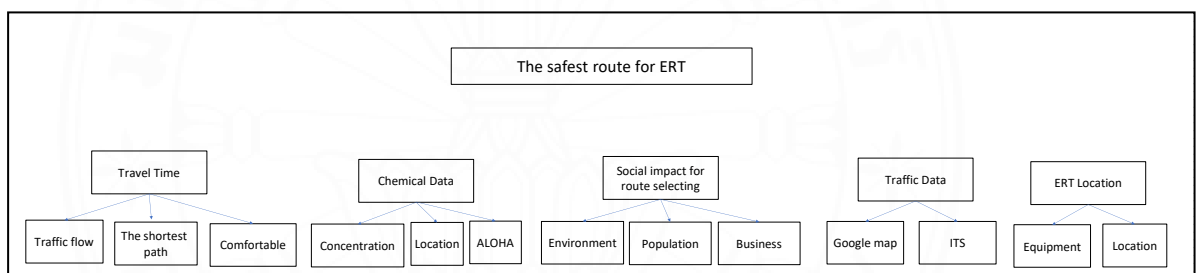 The safest route for ERT
Travel Time
Chemical Data
Social impact for
route selecting
Traffic Data
ERT Location
Traffic flow
The shortest
path
Comfortable
Concentration
Location
ALOHA
Environment
Population
Business
Google map
ITS
Equipment
Location